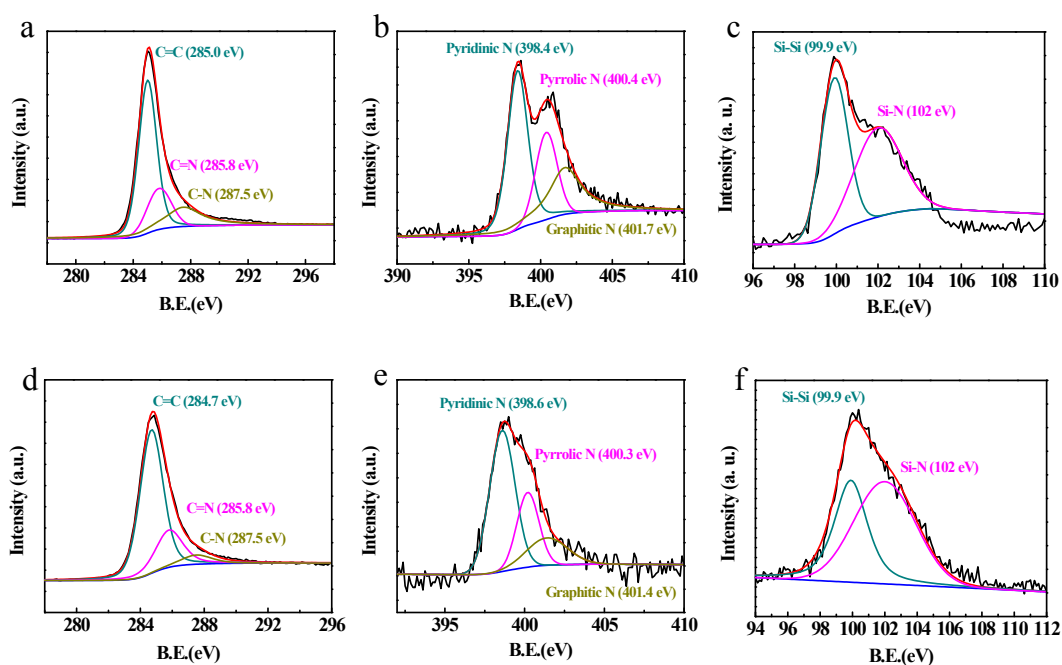 a
Intensity (a.u.)
C=C (285.0 eV)
C=N (285.8 eV)
C-N (287.5 eV)
280 284 288 292 296
B.E.(eV)
b
Intensity (a.u.)
Pyridinic N (398.4 eV)
Pyrrolic N (400.4 eV)
Graphitic N (401.7 eV)
390 395 400 405 410
B.E.(eV)
c
Intensity (a. u.)
Si-Si (99.9 eV)
Si-N (102 eV)
96 98 100 102 104 106 108 110
B.E.(eV)
d
Intensity (a.u.)
C=C (284.7 eV)
C=N (285.8 eV)
C-N (287.5 eV)
280 284 288 292 296
B.E.(eV)
e
Intensity (a.u.)
Pyridinic N (398.6 eV)
Pyrrolic N (400.3 eV)
Graphitic N (401.4 eV)
395 400 405 410
B.E.(eV)
f
Intensity (a. u.)
Si-Si (99.9 eV)
Si-N (102 eV)
94 96 98 100 102 104 106 108 110 112
B.E.(eV)